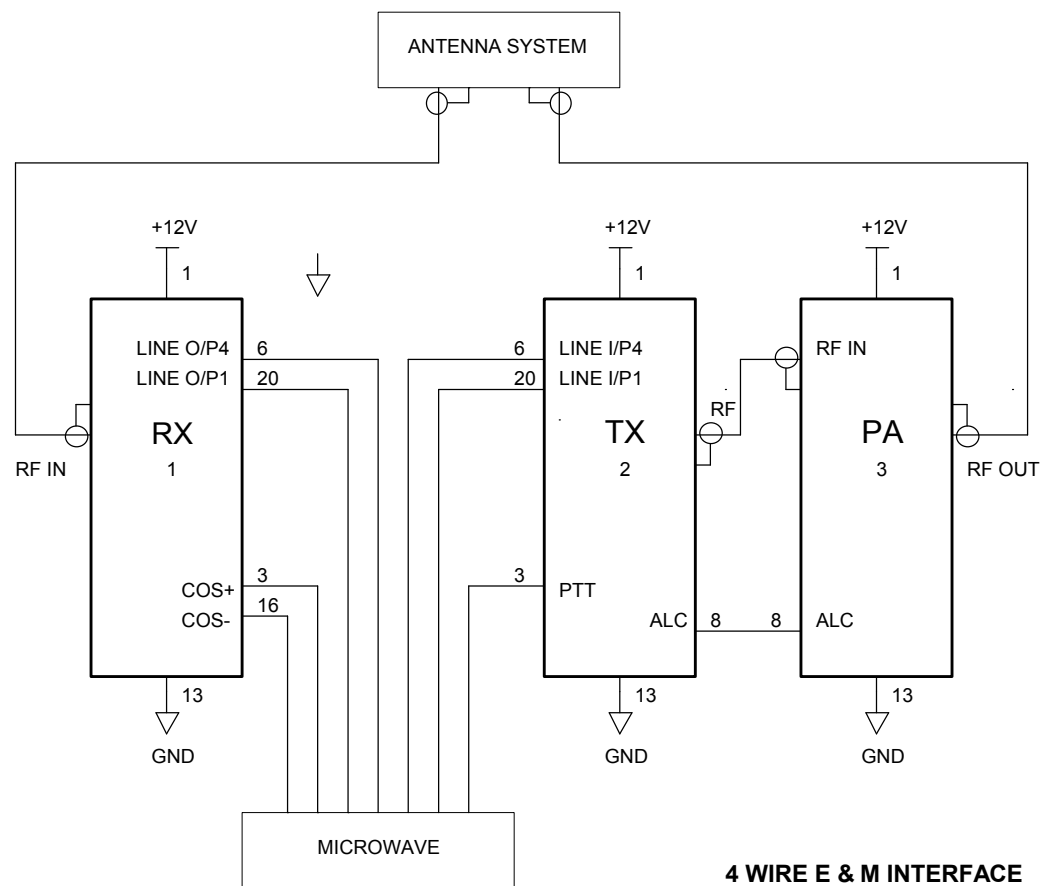 ANTENNA SYSTEM
+12V
+12V
+12V
1
1
1
LINE O/P4
6
6
LINE I/P4
RF IN
LINE O/P1
20
20
LINE I/P1
RF
RX
TX
PA
1
2
3
RF IN
RF OUT
COS+
3
3
PTT
COS-
16
ALC
8
8
ALC
13
13
13
GND
GND
GND
MICROWAVE
4 WIRE E & M INTERFACE